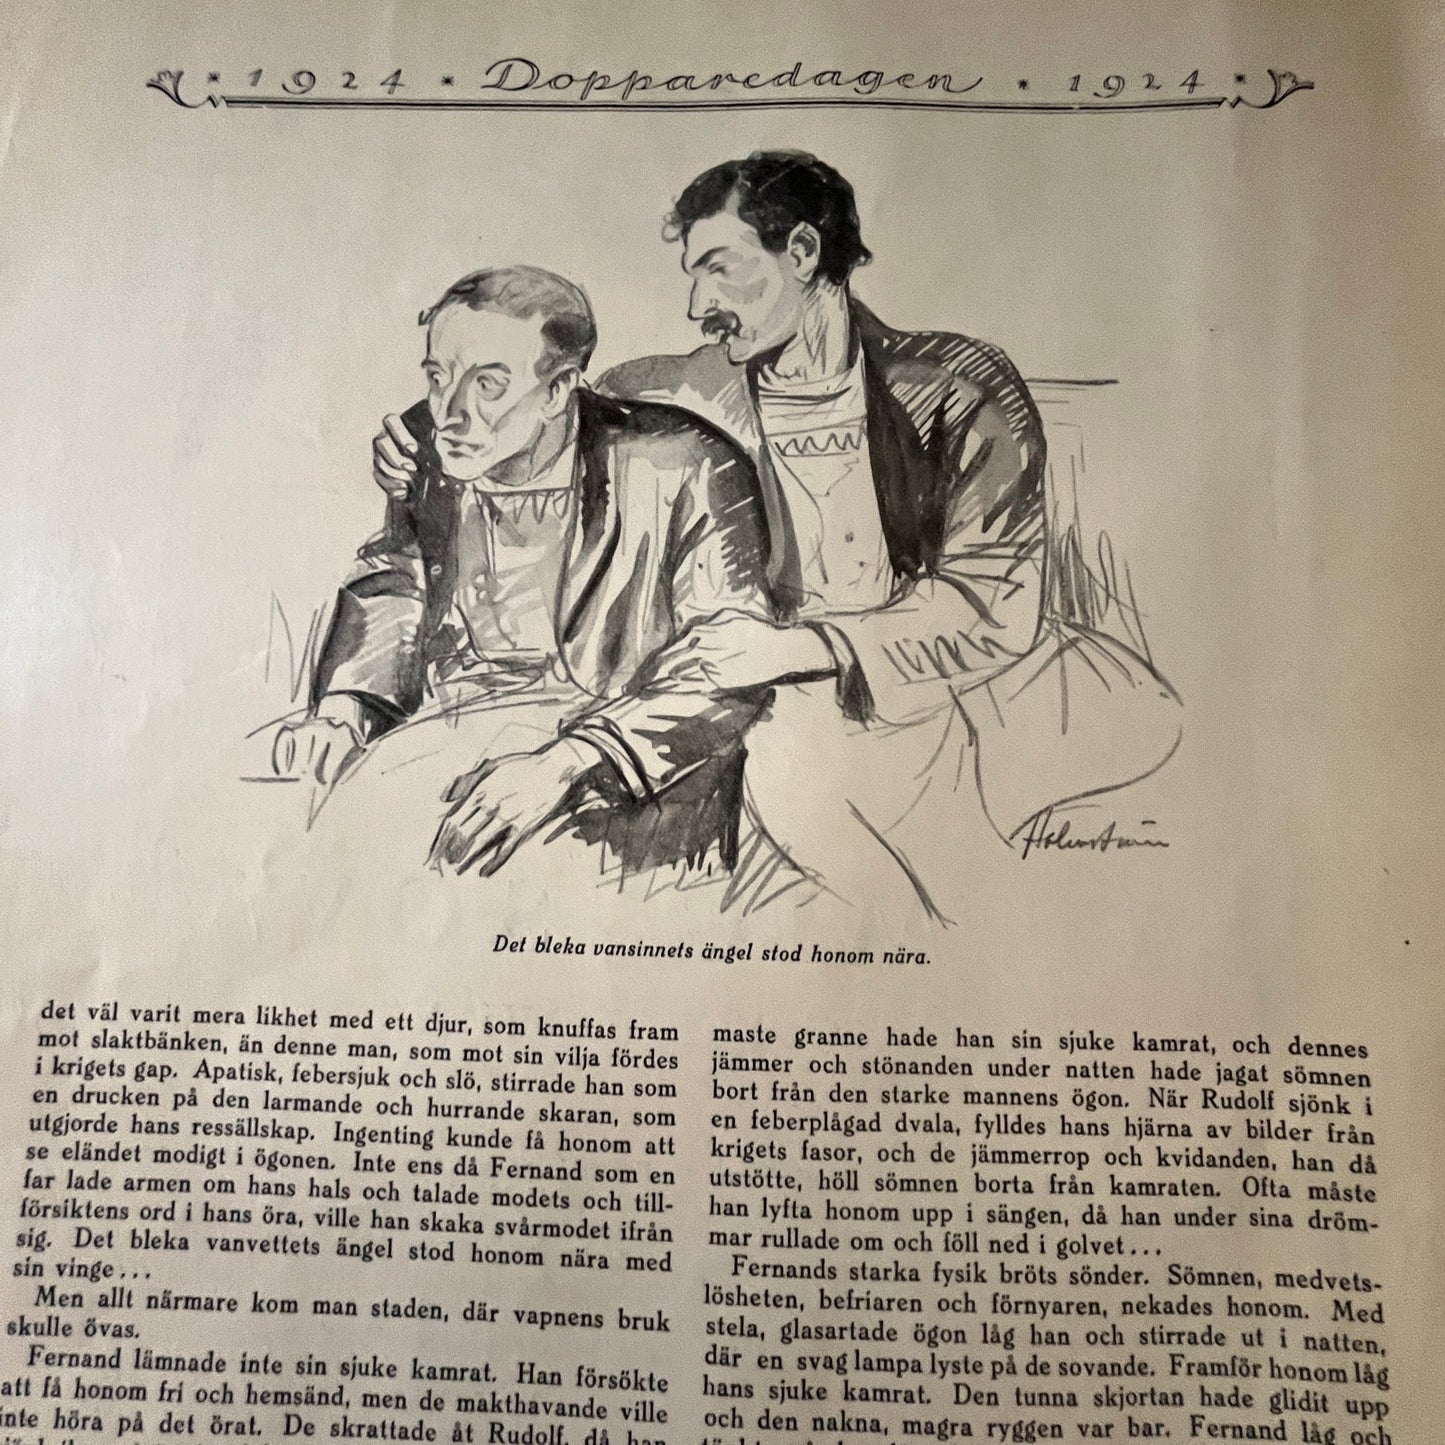 1924 * Dopparedagen * 1924
Holmström
Det bleka vansinnets ängel stod honom nära.
det väl varit mera likhet med ett djur, som knuffas fram
mot slaktbänken, än denne man, som mot sin vilja fördes
i krigets gap. Apatisk, febersjuk och slö, stirrade han som
en drucken på den larmande och hurrande skaran, som
utgjorde hans ressällskap. Ingenting kunde få honom att
se eländet modigt i ögonen. Inte ens då Fernand som en
far lade armen om hans hals och talade modets och till-
försiktens ord i hans öra, ville han skaka svårmodet ifrån
sig. Det bleka vanvettets ängel stod honom nära med
sin vinge...
Men allt närmare kom man staden, där vapnens bruk
skulle övas.
Fernand lämnade inte sin sjuke kamrat. Han försökte
att få honom fri och hemsänd, men de makthavande ville
inte höra på det örat. De skrattade åt Rudolf, då han
maste granne hade han sin sjuke kamrat, och dennes
jämmer och stönanden under natten hade jagat sömnen
bort från den starke mannens ögon. När Rudolf sjönk i
en feberplågad dvala, fylldes hans hjärna av bilder från
krigets fasor, och de jämmerrop och kvidanden, han då
utstötte, höll sömnen borta från kamraten. Ofta måste
han lyfta honom upp i sängen, då han under sina dröm-
mar rullade om och föll ned i golvet...
Fernands starka fysik bröts sönder. Sömnen, medvets-
lösheten, befriaren och förnyaren, nekades honom. Med
stela, glasartade ögon låg han och stirrade ut i natten,
där en svag lampa lyste på de sovande. Framför honom låg
hans sjuke kamrat. Den tunna skjortan hade glidit upp
och den nakna, magra ryggen var bar. Fernand låg och